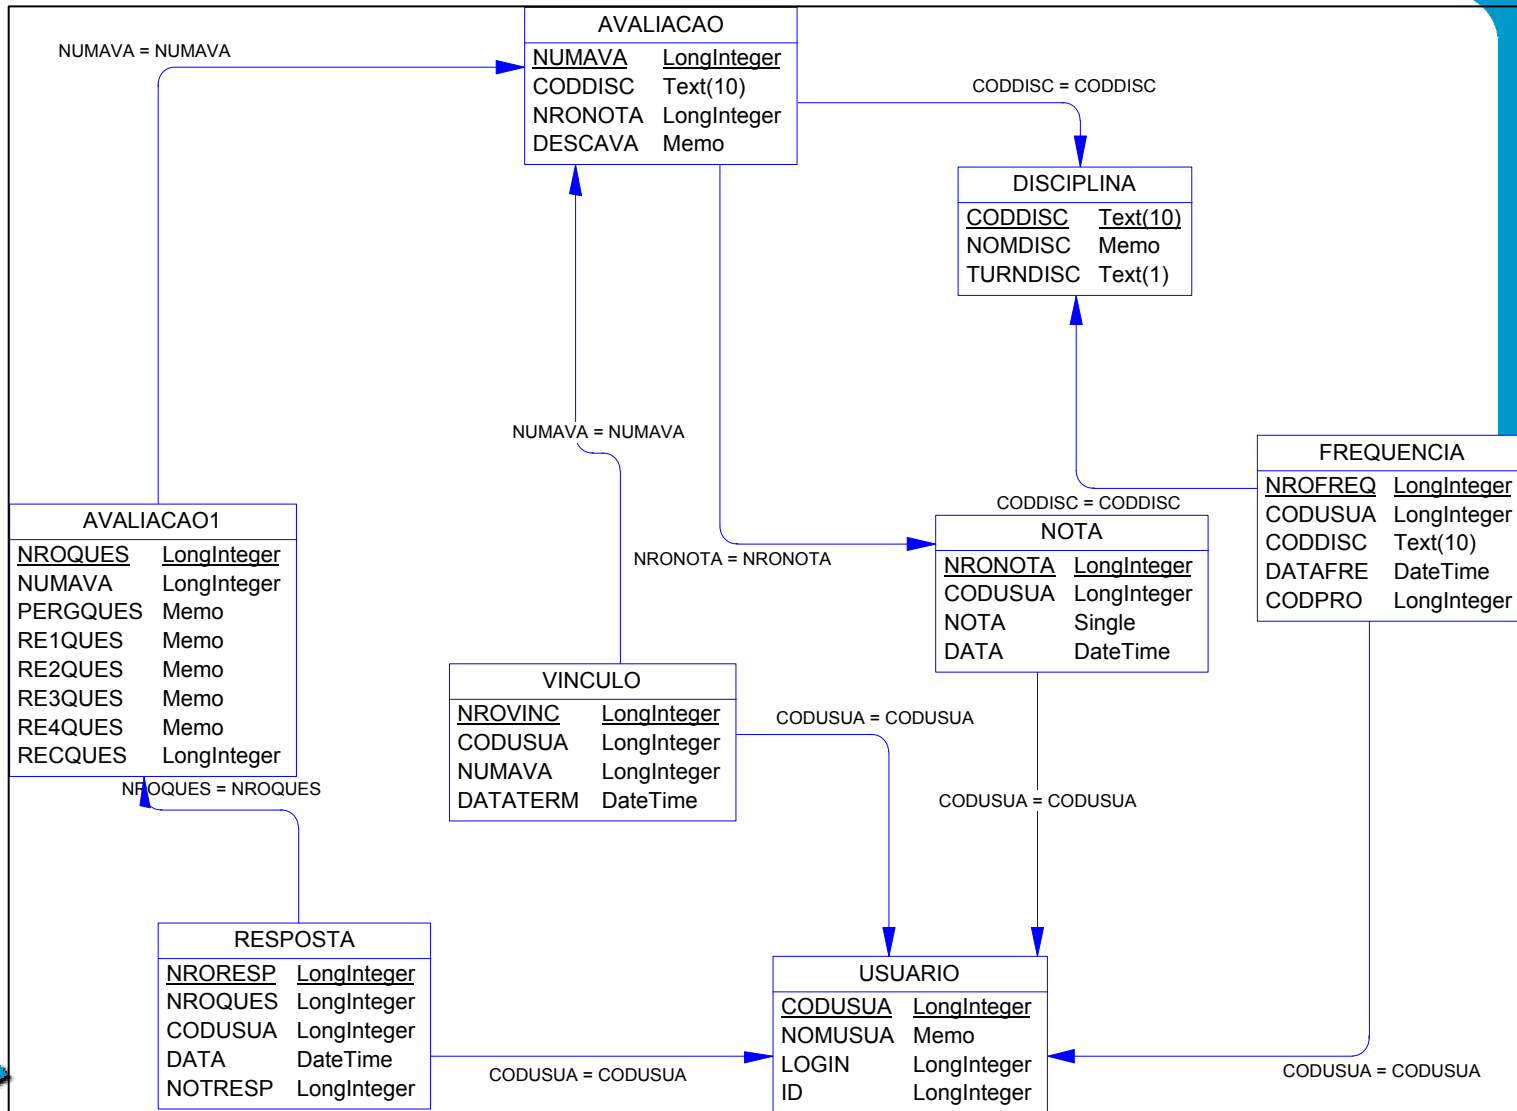 AVALIACAO
NUMAVA LongInteger
CODDISC Text(10)
NRONOTA LongInteger
DESCAVA Memo
NUMAVA = NUMAVA
CODDISC = CODDISC
DISCIPLINA
CODDISC Text(10)
NOMDISC Memo
TURNDISC Text(1)
NUMAVA = NUMAVA
FREQUENCIA
NROFREQ LongInteger
CODUSUA LongInteger
CODDISC Text(10)
DATAFRE DateTime
CODPRO LongInteger
CODDISC = CODDISC
AVALIACAO1
NROQUES LongInteger
NUMAVA LongInteger
PERGQUES Memo
RE1QUES Memo
RE2QUES Memo
RE3QUES Memo
RE4QUES Memo
RECQUES LongInteger
NRONOTA = NRONOTA
NOTA
NRONOTA LongInteger
CODUSUA LongInteger
NOTA Single
DATA DateTime
VINCULO
NROVINC LongInteger
CODUSUA LongInteger
NUMAVA LongInteger
DATATERM DateTime
CODUSUA = CODUSUA
NROQUES = NROQUES
CODUSUA = CODUSUA
RESPOSTA
NRORESP LongInteger
NROQUES LongInteger
CODUSUA LongInteger
DATA DateTime
NOTRESP LongInteger
CODUSUA = CODUSUA
USUARIO
CODUSUA LongInteger
NOMUSUA Memo
LOGIN LongInteger
ID LongInteger
CODUSUA = CODUSUA